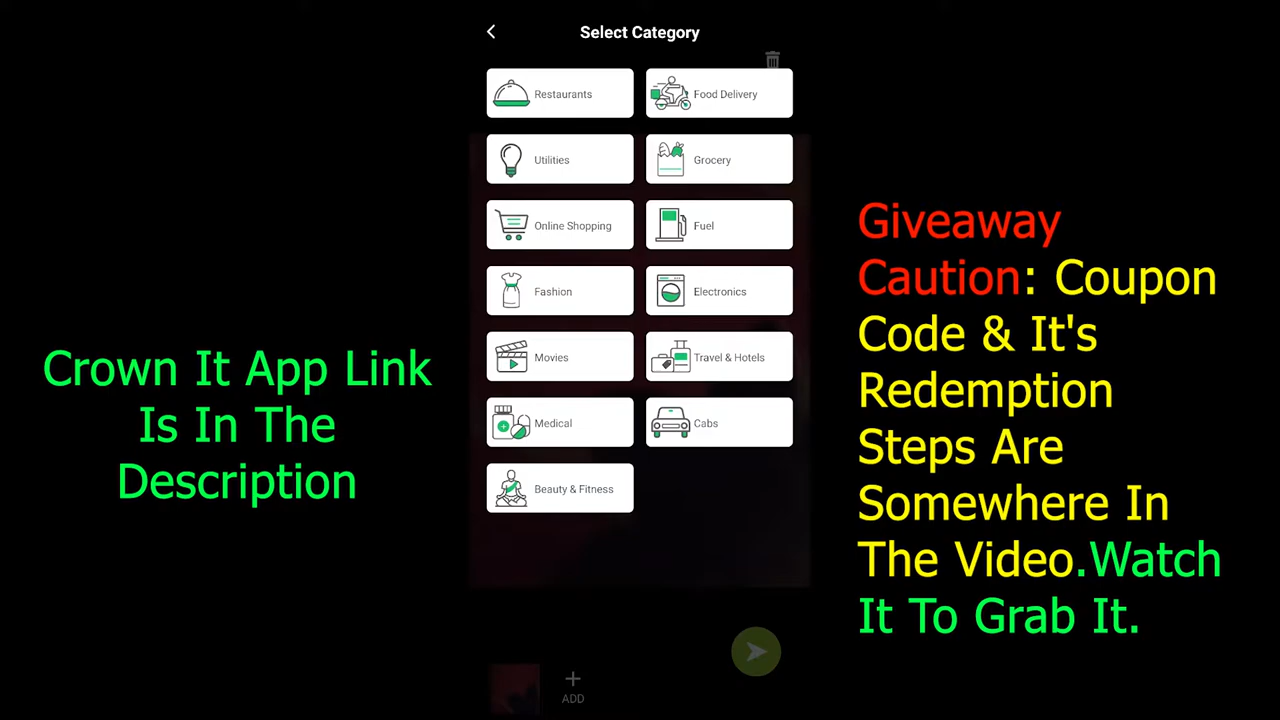 Select Category
Restaurants
Food Delivery
Utilities
Grocery
Online Shopping
Fuel
Fashion
Electronics
Movies
Travel & Hotels
Medical
Cabs
Beauty & Fitness
ADD
Crown It App Link
Is In The
Description
Giveaway
Caution: Coupon
Code & It's
Redemption
Steps Are
Somewhere In
The Video.Watch
It To Grab It.